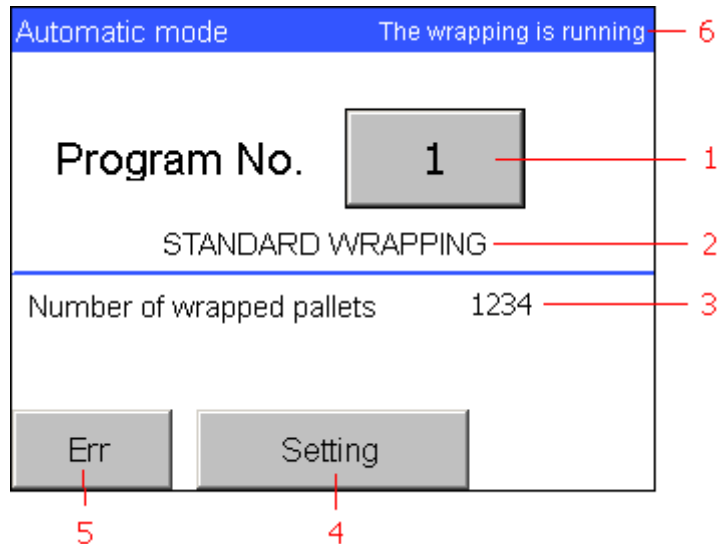 Automatic mode The wrapping is running 6
Program No. 1 1
STANDARD WRAPPING 2
Number of wrapped pallets 1234 3
Err Setting
5 4